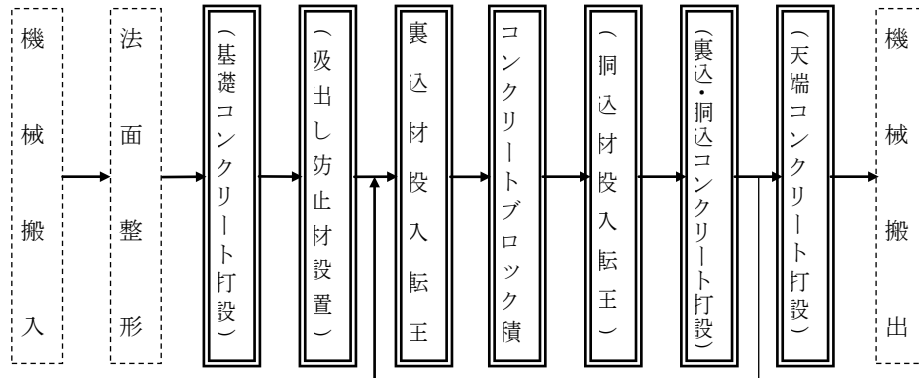 機械搬入
法面整形
(基礎コンクリート打設)
(吸出し防止材設置)
裏込材投入転圧
コンクリートブロック積
(胴込材投入転圧)
(裏込・胴込コンクリート打設)
(天端コンクリート打設)
機械搬出